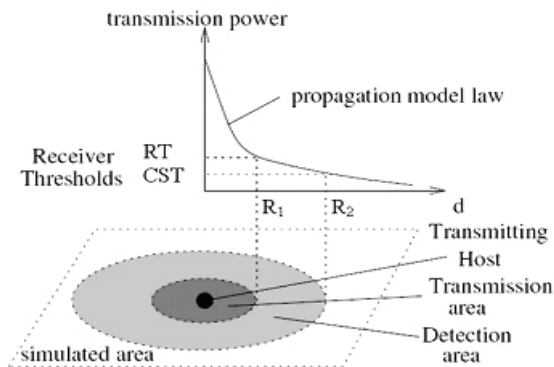 transmission power
propagation model law
Receiver
Thresholds
RT
CST
R1
R2
d
Transmitting
Host
Transmission
area
Detection
area
simulated area